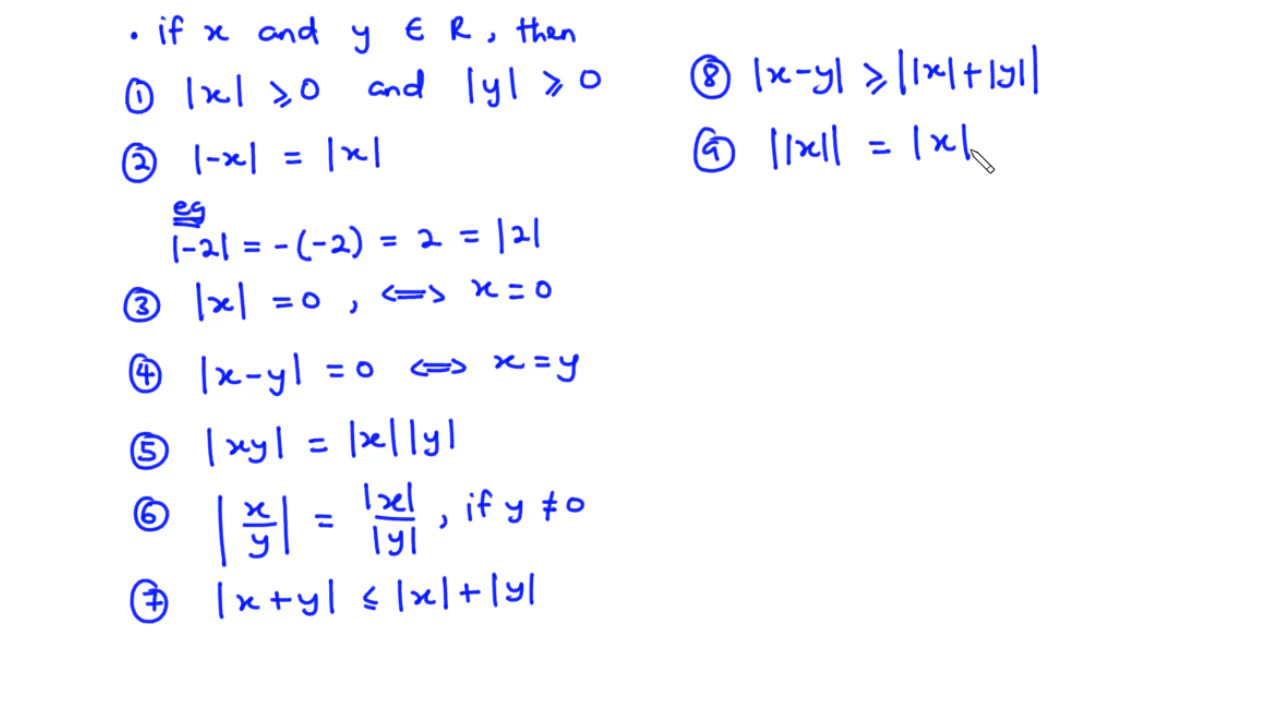 • if x and y ∈ R, then
① |x| ⩾ 0 and |y| ⩾ 0
② |-x| = |x|
eg
|-2| = -(-2) = 2 = |2|
③ |x| = 0, ⟺ x = 0
④ |x-y| = 0 ⟺ x = y
⑤ |xy| = |x||y|
⑥ |x/y| = |x|/|y|, if y ≠ 0
⑦ |x+y| ⩽ |x|+|y|
⑧ |x-y| ⩾ ||x|+|y||
⑨ ||x|| = |x|